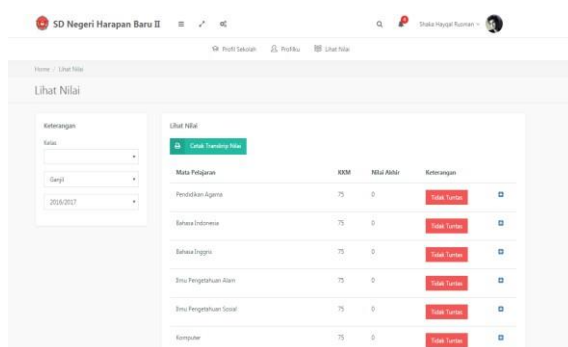 SD Negeri Harapan Baru II
Shaka Hayqal Rusman
Profil Sekolah Profilku Lihat Nilai
Home / Lihat Nilai
Lihat Nilai
Keterangan
Kelas
Ganjil
2016/2017
Lihat Nilai
Cetak Transkrip Nilai
Mata Pelajaran KKM Nilai Akhir Keterangan
Pendidikan Agama 75 0 Tidak Tuntas
Bahasa Indonesia 75 0 Tidak Tuntas
Bahasa Inggris 75 0 Tidak Tuntas
Ilmu Pengetahuan Alam 75 0 Tidak Tuntas
Ilmu Pengetahuan Sosial 75 0 Tidak Tuntas
Komputer 75 0 Tidak Tuntas